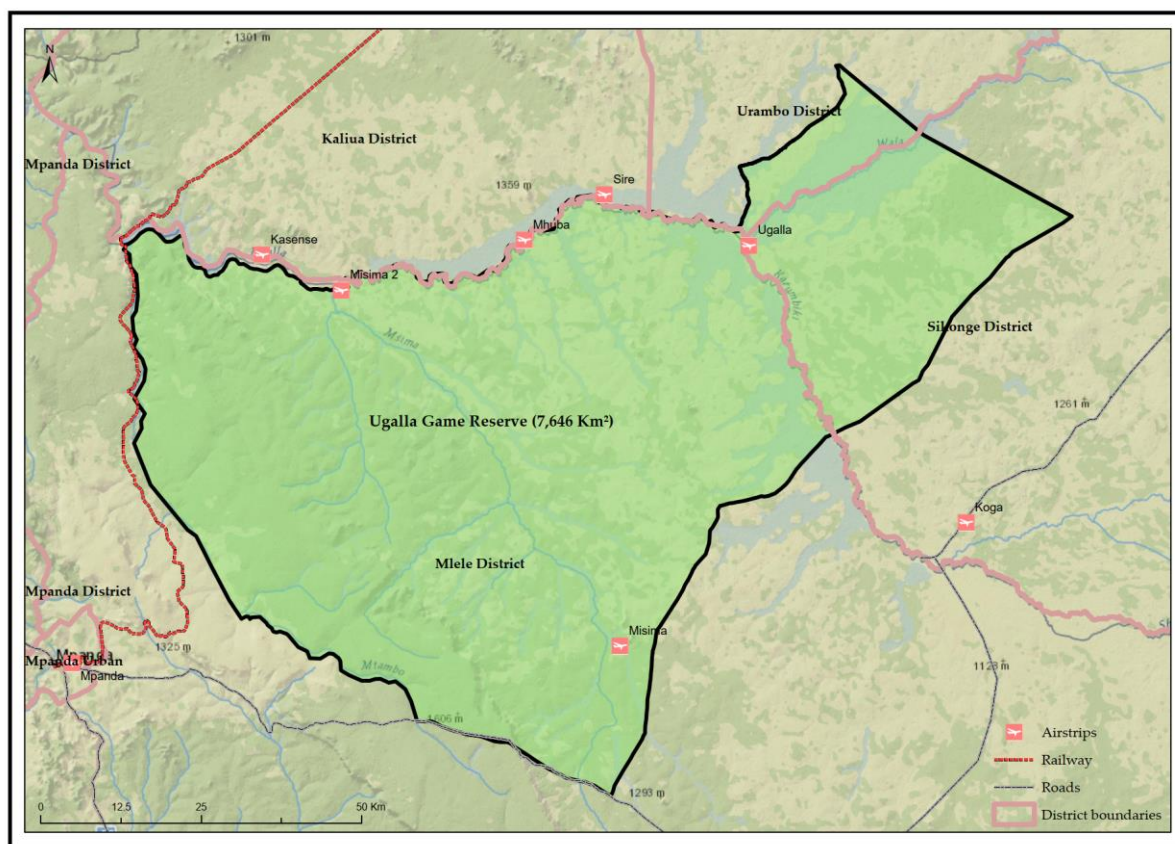 1301 m
N
Urambo District
Kaliua District
Wala
Mpanda District
1359 m
Sire
Mhuba
Ugalla
Kasense
Misima 2
Msima
Sikonge District
1261 m
Ugalla Game Reserve (7,646 Km²)
Koga
Mlele District
Mpanda District
Misima
1325 m
Mpanda Urban
Mpanda
Mtambo
1128 m
1606 m
Airstrips
Railway
Roads
District boundaries
1293 m
0 12.5 25 50 Km